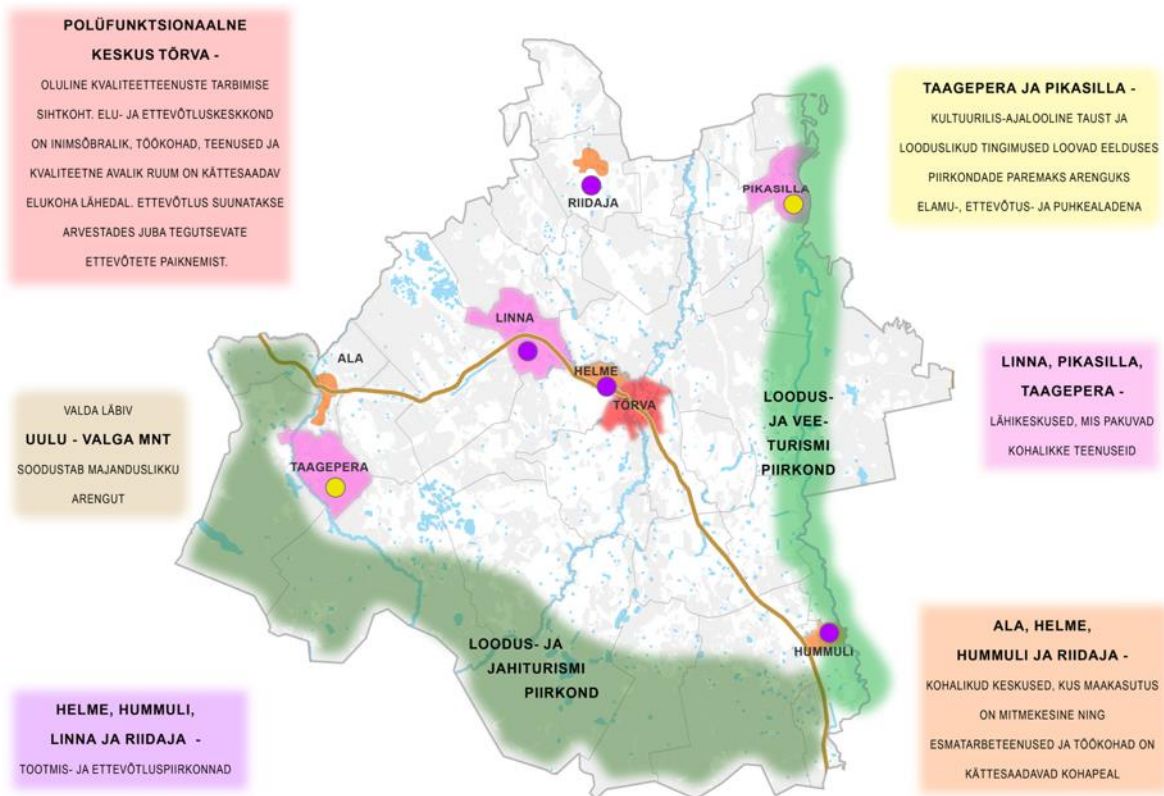 POLÜFUNKTSIONAALNE
KESKUS TÕRVA -
OLULINE KVALITEETTEENUSTE TARBIMISE
SIHTKOHT. ELU- JA ETTEVÕTLUSKESKKOND
ON INIMSÕBRALIK, TÖÖKOHAD, TEENUSED JA
KVALITEETNE AVALIK RUUM ON KÄTTESAADAV
ELUKOHA LÄHEDAL. ETTEVÕTLUS SUUNATAKSE
ARVESTADES JUBA TEGUTSEVATE
ETTEVÕTETE PAIKNEMIST.
TAAGEPERA JA PIKASILLA -
KULTUURILIS-AJALOOLINE TAUST JA
LOODUSLIKUD TINGIMUSED LOOVAD EELDUSES
PIIRKONDADE PAREMAKS ARENGUKS
ELAMU-, ETTEVÕTUS- JA PUHKEALADENA
PIKASILLA
RIIDAJA
LINNA
ALA
HELME
TÕRVA
TAAGEPERA
LOODUS-
JA VEE-
TURISMI
PIIRKOND
LINNA, PIKASILLA,
TAAGEPERA -
LÄHIKESKUSED, MIS PAKUVAD
KOHALIKKE TEENUSEID
VALDA LÄBIV
UULU - VALGA MNT
SOODUSTAB MAJANDUSLIKKU
ARENGUT
LOODUS- JA
JAHITURISMI
PIIRKOND
HUMMULI
ALA, HELME,
HUMMULI JA RIIDAJA -
KOHALIKUD KESKUSED, KUS MAAKASUTUS
ON MITMEKESINE NING
ESMATARBETEENUSED JA TÖÖKOHAD ON
KÄTTESAADAVAD KOHAPEAL
HELME, HUMMULI,
LINNA JA RIIDAJA -
TOOTMIS- JA ETTEVÕTLUSPIIRKONNAD